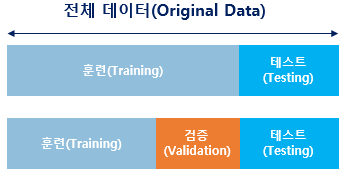 전체 데이터(Original Data)
훈련(Training)
테스트
(Testing)
훈련(Training)
검증
(Validation)
테스트
(Testing)